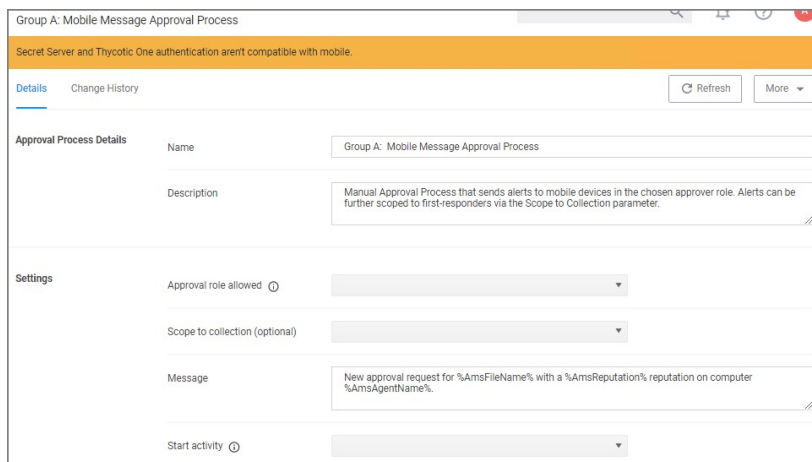 Group A: Mobile Message Approval Process
Secret Server and Thycotic One authentication aren't compatible with mobile.
Details Change History Refresh More
Approval Process Details
Name Group A: Mobile Message Approval Process
Description Manual Approval Process that sends alerts to mobile devices in the chosen approver role. Alerts can be
further scoped to first-responders via the Scope to Collection parameter.
Settings
Approval role allowed
Scope to collection (optional)
Message New approval request for %AmsFileName% with a %AmsReputation% reputation on computer
%AmsAgentName%.
Start activity